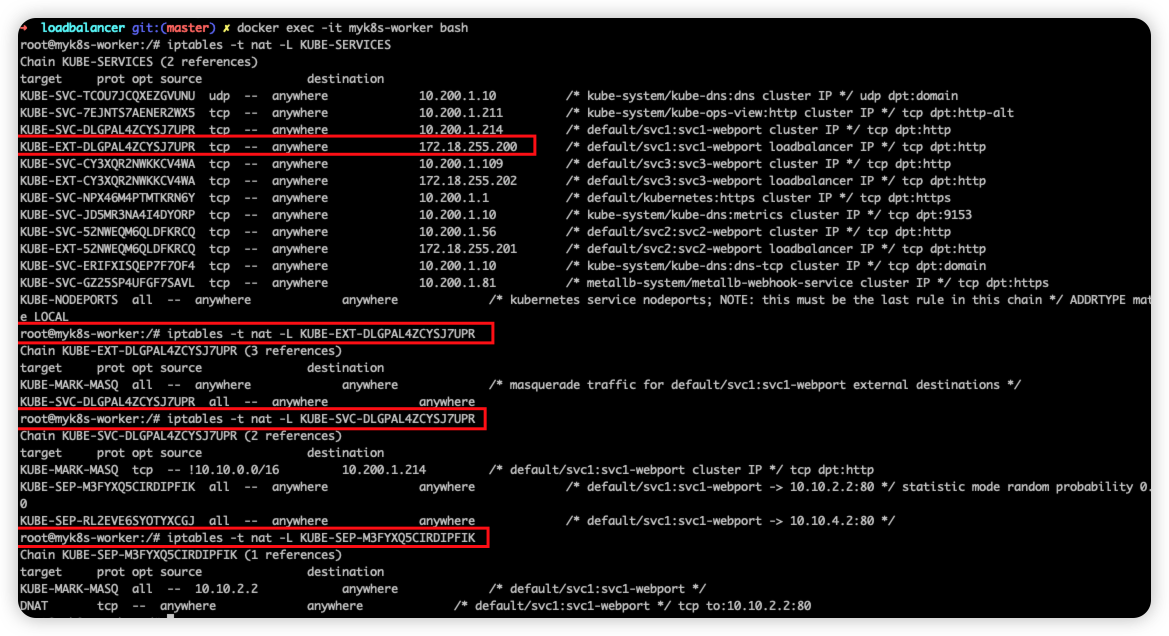 → loadbalancer git:(master) ✗ docker exec -it myk8s-worker bash
root@myk8s-worker:/# iptables -t nat -L KUBE-SERVICES
Chain KUBE-SERVICES (2 references)
target     prot opt source               destination
KUBE-SVC-TCOU7JCQXEZGVUNU  udp  --  anywhere             10.200.1.10          /* kube-system/kube-dns:dns cluster IP */ udp dpt:domain
KUBE-SVC-7EJNTS7AENER2WX5  tcp  --  anywhere             10.200.1.211         /* kube-system/kube-ops-view:http cluster IP */ tcp dpt:http-alt
KUBE-SVC-DLGPAL4ZCYSJ7UPR  tcp  --  anywhere             10.200.1.214         /* default/svc1:svc1-webport cluster IP */ tcp dpt:http
KUBE-EXT-DLGPAL4ZCYSJ7UPR  tcp  --  anywhere             172.18.255.200       /* default/svc1:svc1-webport loadbalancer IP */ tcp dpt:http
KUBE-SVC-CY3XQR2NWKKCV4WA  tcp  --  anywhere             10.200.1.109         /* default/svc3:svc3-webport cluster IP */ tcp dpt:http
KUBE-EXT-CY3XQR2NWKKCV4WA  tcp  --  anywhere             172.18.255.202       /* default/svc3:svc3-webport loadbalancer IP */ tcp dpt:http
KUBE-SVC-NPX46M4PTMTKRN6Y  tcp  --  anywhere             10.200.1.1           /* default/kubernetes:https cluster IP */ tcp dpt:https
KUBE-SVC-JD5MR3NA4I4DYORP  tcp  --  anywhere             10.200.1.10          /* kube-system/kube-dns:metrics cluster IP */ tcp dpt:9153
KUBE-SVC-52NWEQM6QLDFKRCQ  tcp  --  anywhere             10.200.1.56          /* default/svc2:svc2-webport cluster IP */ tcp dpt:http
KUBE-EXT-52NWEQM6QLDFKRCQ  tcp  --  anywhere             172.18.255.201       /* default/svc2:svc2-webport loadbalancer IP */ tcp dpt:http
KUBE-SVC-ERIFXISQEP7F7OF4  tcp  --  anywhere             10.200.1.10          /* kube-system/kube-dns:dns-tcp cluster IP */ tcp dpt:domain
KUBE-SVC-GZ25SP4UFGF7SAVL  tcp  --  anywhere             10.200.1.81          /* metallb-system/metallb-webhook-service cluster IP */ tcp dpt:https
KUBE-NODEPORTS  all  --  anywhere             anywhere             /* kubernetes service nodeports; NOTE: this must be the last rule in this chain */ ADDRTYPE mat
e LOCAL
root@myk8s-worker:/# iptables -t nat -L KUBE-EXT-DLGPAL4ZCYSJ7UPR
Chain KUBE-EXT-DLGPAL4ZCYSJ7UPR (3 references)
target     prot opt source               destination
KUBE-MARK-MASQ  all  --  anywhere             anywhere             /* masquerade traffic for default/svc1:svc1-webport external destinations */
KUBE-SVC-DLGPAL4ZCYSJ7UPR  all  --  anywhere             anywhere
root@myk8s-worker:/# iptables -t nat -L KUBE-SVC-DLGPAL4ZCYSJ7UPR
Chain KUBE-SVC-DLGPAL4ZCYSJ7UPR (2 references)
target     prot opt source               destination
KUBE-MARK-MASQ  tcp  -- !10.10.0.0/16         10.200.1.214         /* default/svc1:svc1-webport cluster IP */ tcp dpt:http
KUBE-SEP-M3FYXQ5CIRDIPFIK  all  --  anywhere             anywhere             /* default/svc1:svc1-webport -> 10.10.2.2:80 */ statistic mode random probability 0.
0
KUBE-SEP-RL2EVE6SYOTYXCGJ  all  --  anywhere             anywhere             /* default/svc1:svc1-webport -> 10.10.4.2:80 */
root@myk8s-worker:/# iptables -t nat -L KUBE-SEP-M3FYXQ5CIRDIPFIK
Chain KUBE-SEP-M3FYXQ5CIRDIPFIK (1 references)
target     prot opt source               destination
KUBE-MARK-MASQ  all  --  10.10.2.2            anywhere             /* default/svc1:svc1-webport */
DNAT       tcp  --  anywhere             anywhere             /* default/svc1:svc1-webport */ tcp to:10.10.2.2:80